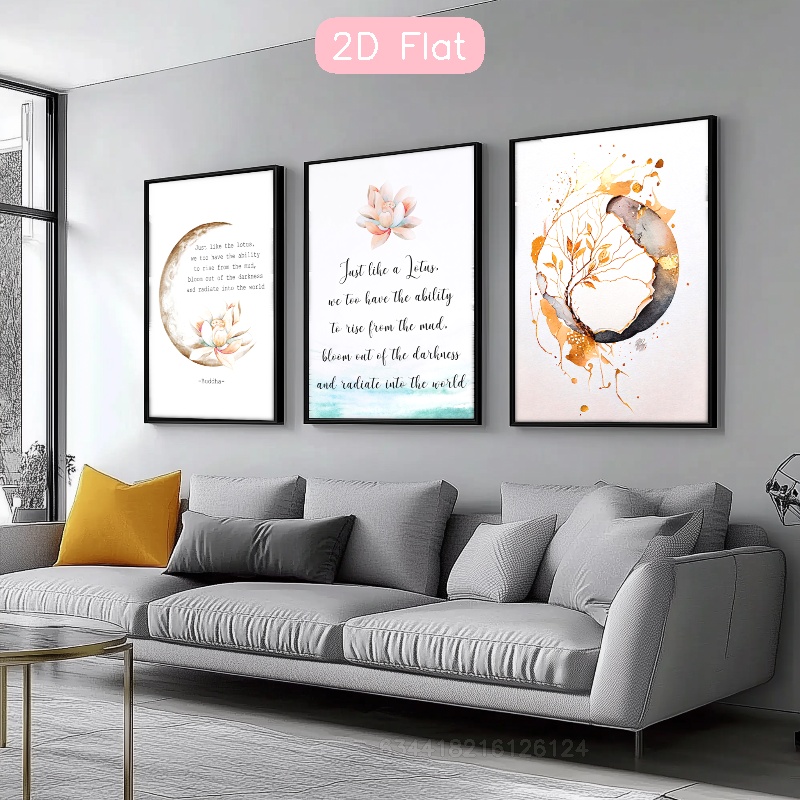 2D Flat
Just like the lotus,
we too have the ability
to rise from the mud,
bloom out of the darkness
and radiate into the world
-Buddha-
Just like a Lotus,
we too have the ability
to rise from the mud,
bloom out of the darkness
and radiate into the world
634418216126124